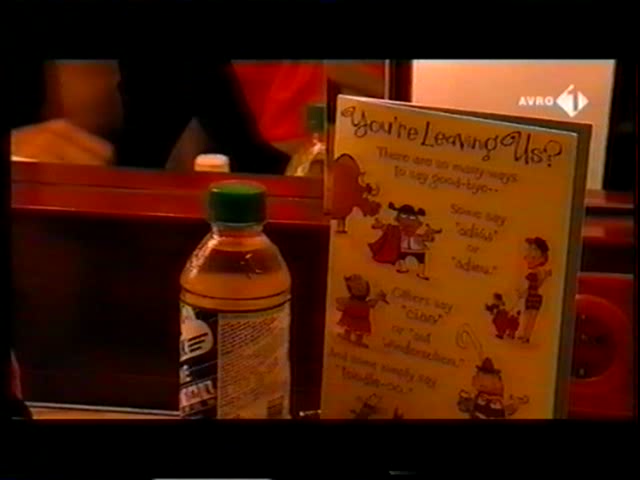 AVRO 1
You're Leaving Us?
There are so many ways
to say good-bye--
Some say
"adiós"
or
"adieu."
Others say
"ciao"
or "auf
And some simply say
"toodle-oo."